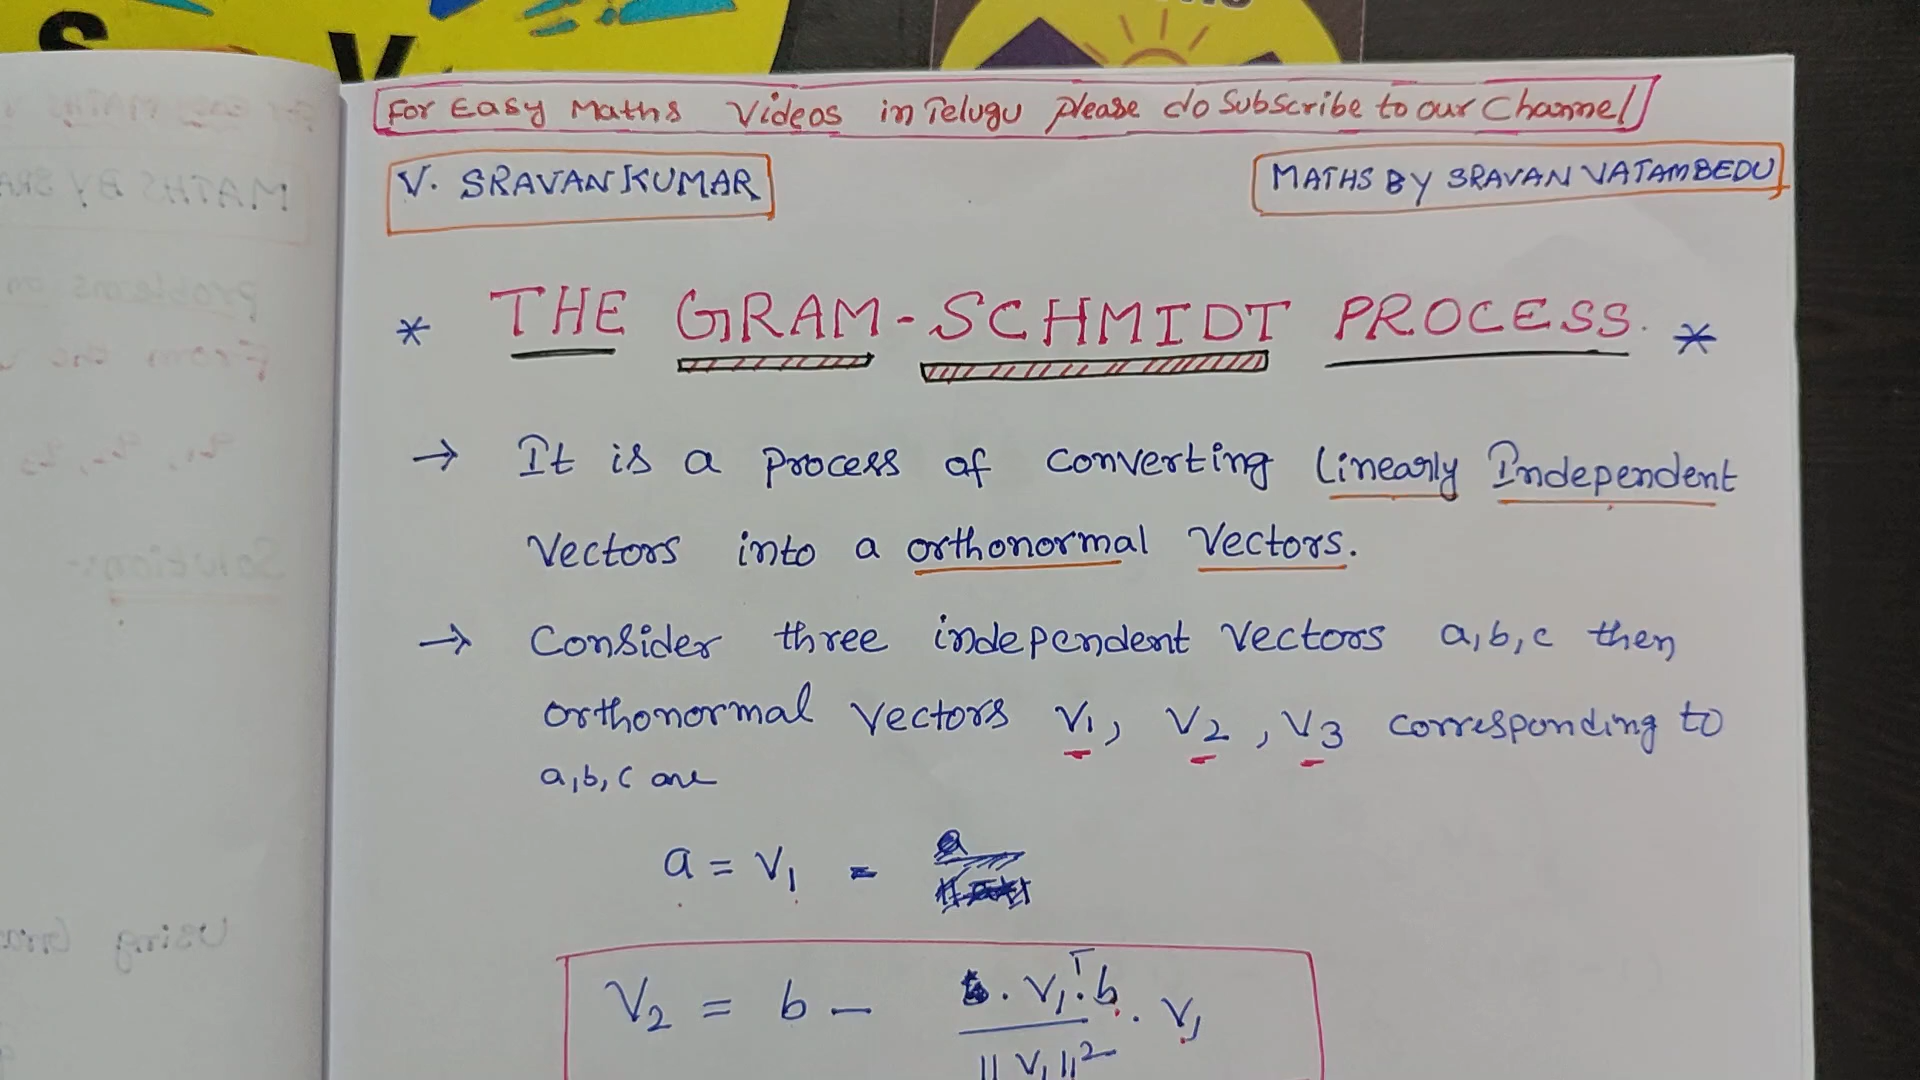 S V
For Easy Maths Videos in Telugu please do Subscribe to our Channel
V. SRAVAN KUMAR
MATHS BY SRAVAN VATAMBEDU
* THE GRAM-SCHMIDT PROCESS. *
→ It is a process of converting Linearly Independent
Vectors into a orthonormal Vectors.
→ Consider three independent Vectors a, b, c then
orthonormal Vectors V₁, V₂, V₃ corresponding to
a, b, c are
a = V₁ =
V₂ = b - V₁ᵀ.b / ||V₁||² . V₁